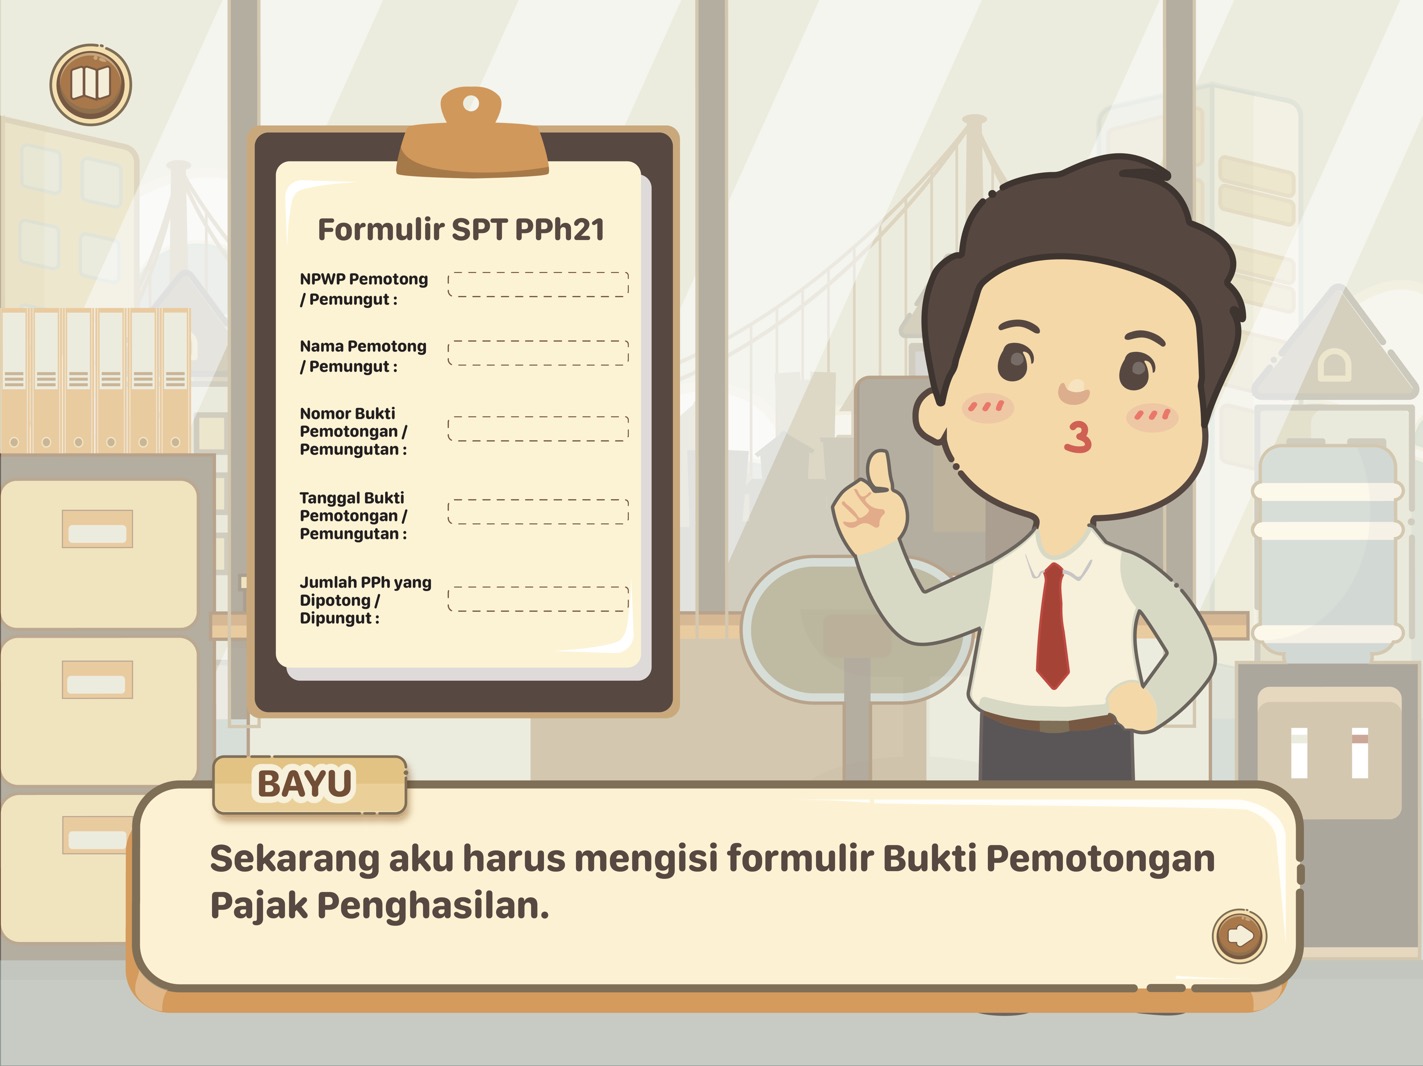 Formulir SPT PPh21
NPWP Pemotong
/ Pemungut :
Nama Pemotong
/ Pemungut :
Nomor Bukti
Pemotongan /
Pemungutan :
Tanggal Bukti
Pemotongan /
Pemungutan :
Jumlah PPh yang
Dipotong /
Dipungut :
BAYU
Sekarang aku harus mengisi formulir Bukti Pemotongan
Pajak Penghasilan.